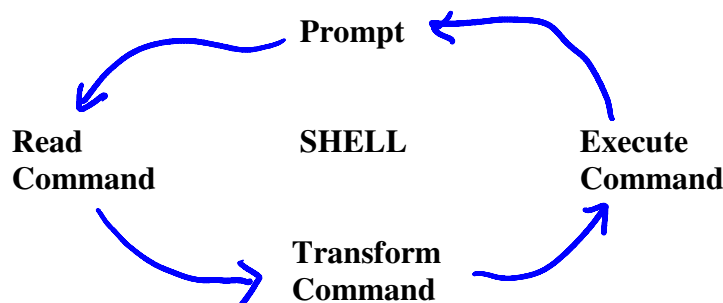 Prompt
Read
Command
SHELL
Execute
Command
Transform
Command